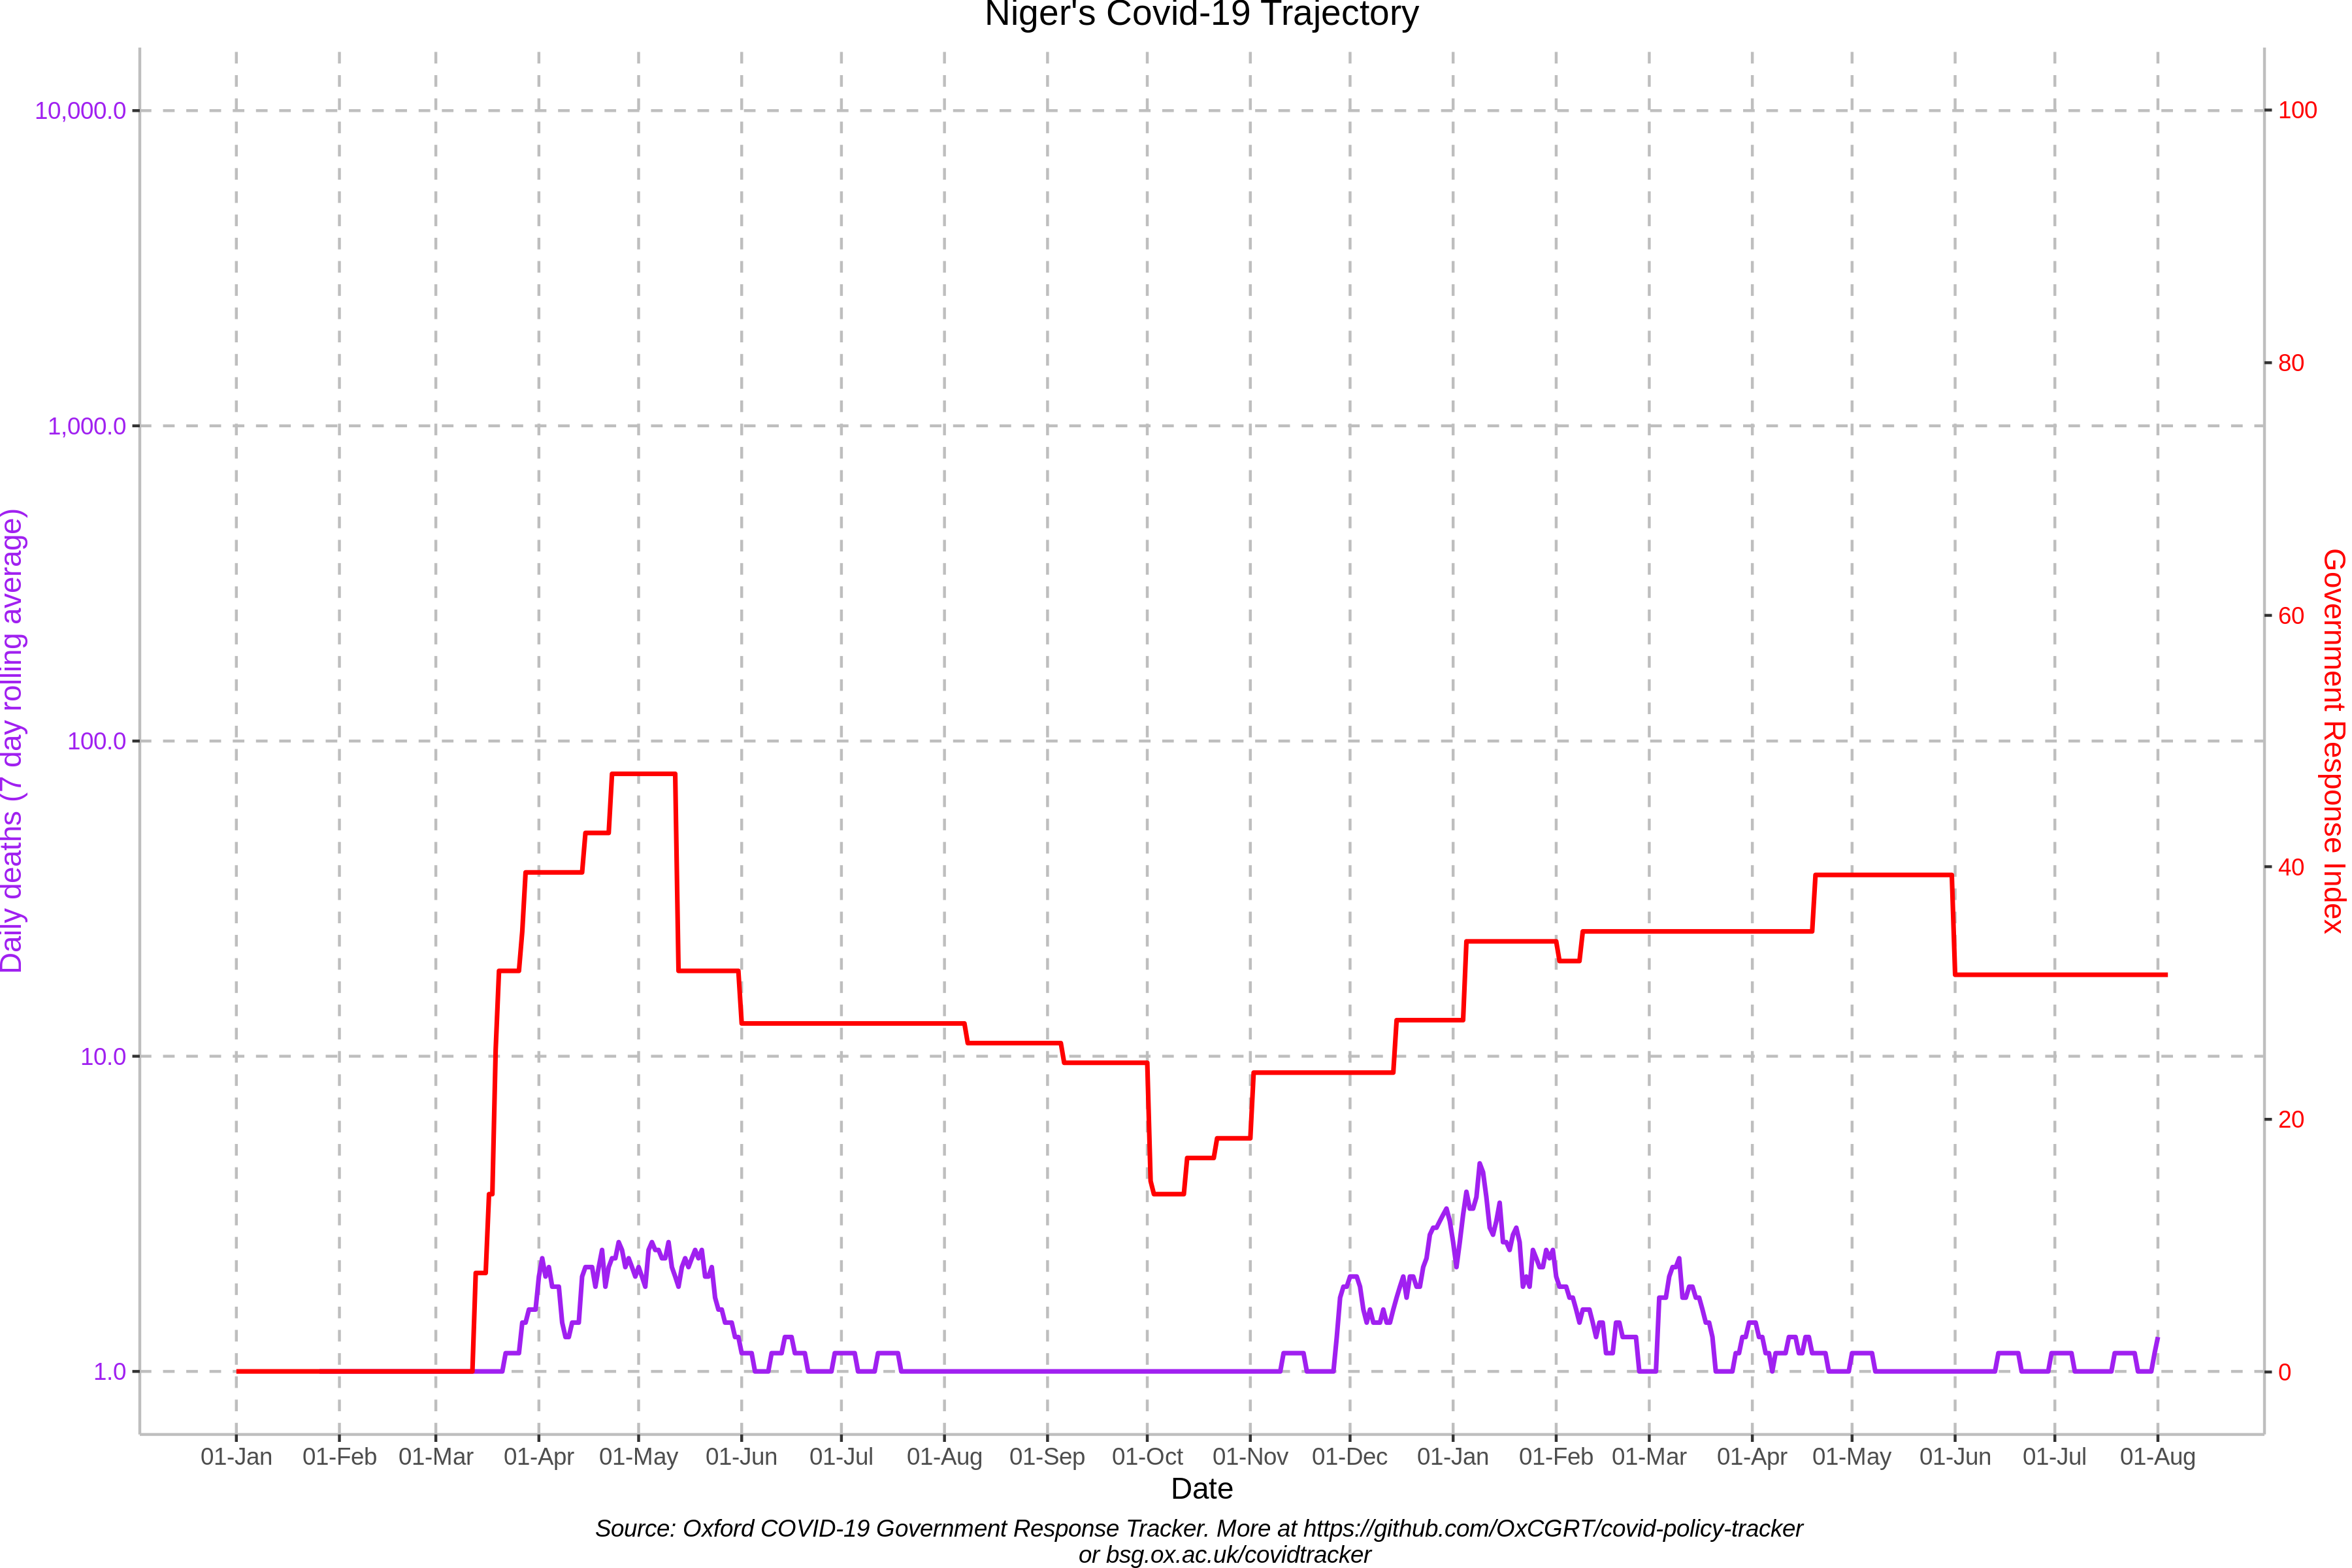 Niger's Covid-19 Trajectory
10,000.0
1,000.0
100.0
10.0
1.0
Daily deaths (7 day rolling average)
100
80
60
40
20
0
Government Response Index
01-Jan 01-Feb 01-Mar 01-Apr 01-May 01-Jun 01-Jul 01-Aug 01-Sep 01-Oct 01-Nov 01-Dec 01-Jan 01-Feb 01-Mar 01-Apr 01-May 01-Jun 01-Jul 01-Aug
Date
Source: Oxford COVID-19 Government Response Tracker. More at https://github.com/OxCGRT/covid-policy-tracker
or bsg.ox.ac.uk/covidtracker